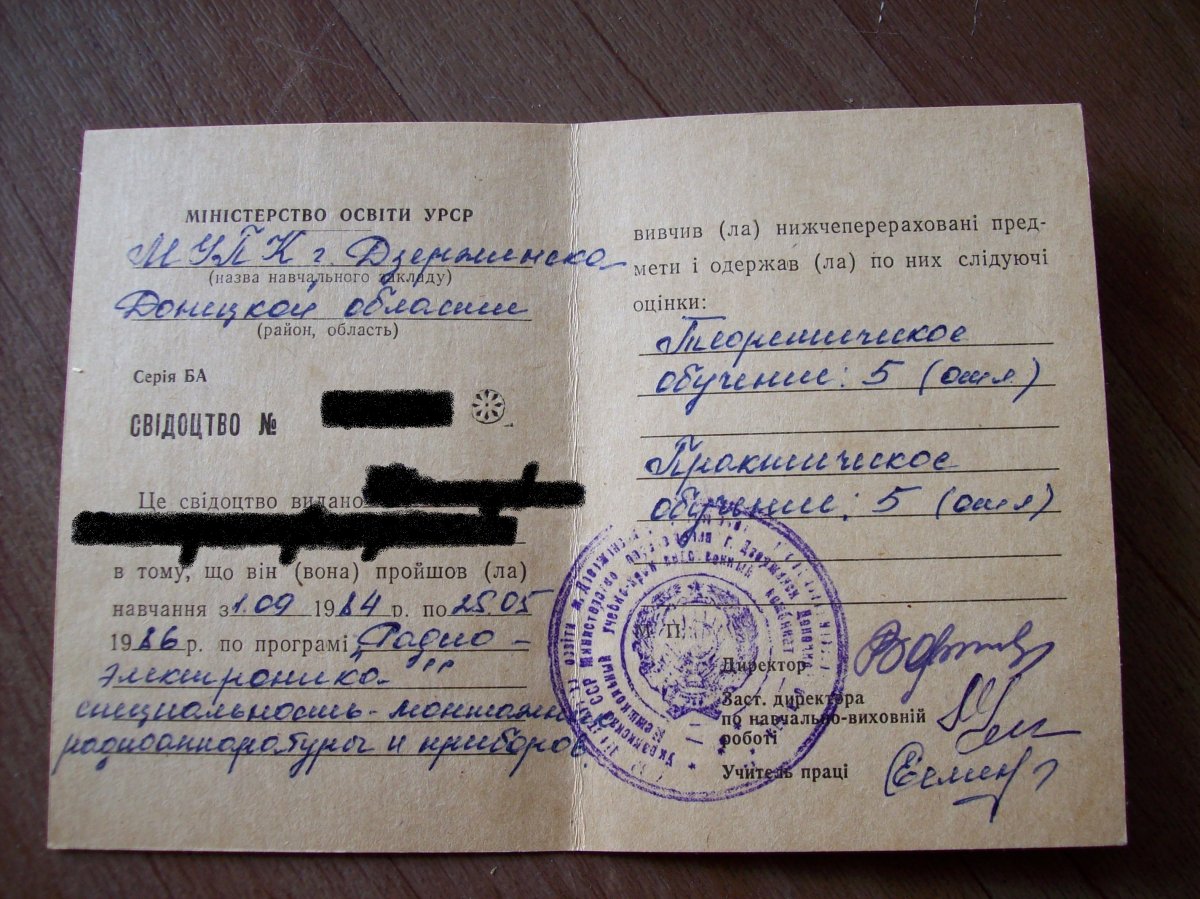 МІНІСТЕРСТВО ОСВІТИ УРСР
МУПК г. Дзержинска
(назва навчального закладу)
Донецкой области
(район, область)
Серія БА
СВІДОЦТВО №
Це свідоцтво видано
в тому, що він (вона) пройшов (ла)
навчання з 1.09 1984 р. по 25.05
1986 р. по програмі „Радио-
электроника"
специальность - монтажник
радиоаппаратуры и приборов.
вивчив (ла) нижчеперераховані пред-
мети і одержав (ла) по них слідуючі
оцінки:
Теоретическое
обучение: 5 (отл.)
Практическое
обучение: 5 (отл)
М. П.
Директор
Заст. директора
по навчально-виховній
роботі
Учитель праці